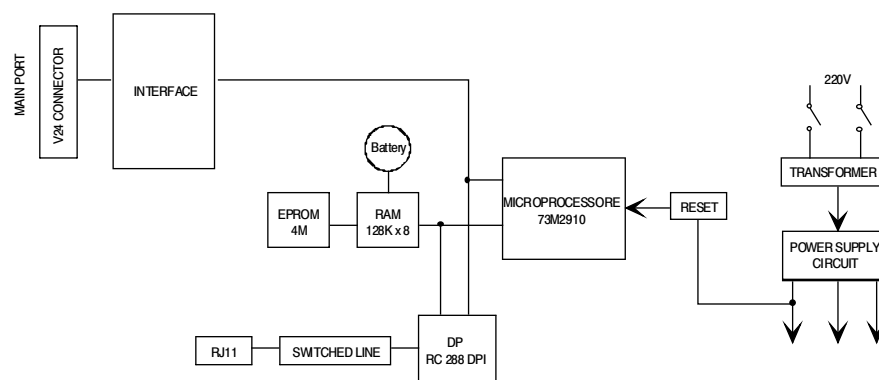 MAIN PORT
V24 CONNECTOR
INTERFACE
220V
Battery
TRANSFORMER
EPROM
4M
RAM
128K x 8
MICROPROCESSORE
73M2910
RESET
POWER SUPPLY
CIRCUIT
RJ11
SWITCHED LINE
DP
RC 288 DPI